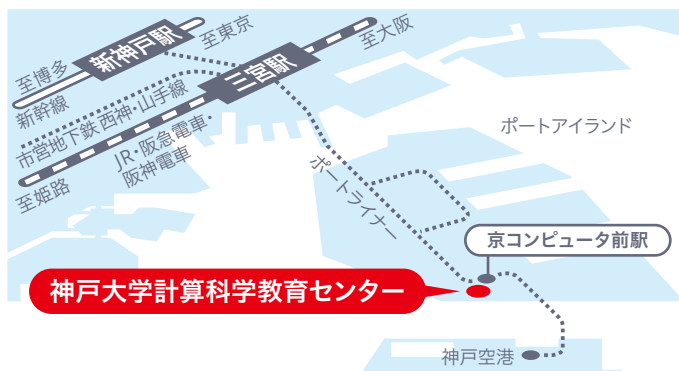 新神戸駅
至東京
至博多
新幹線
三宮駅
至大阪
市営地下鉄 西神・山手線
JR・阪急電車・
阪神電車
至姫路
ポートアイランド
ポートライナー
京コンピュータ前駅
神戸大学計算科学教育センター
神戸空港